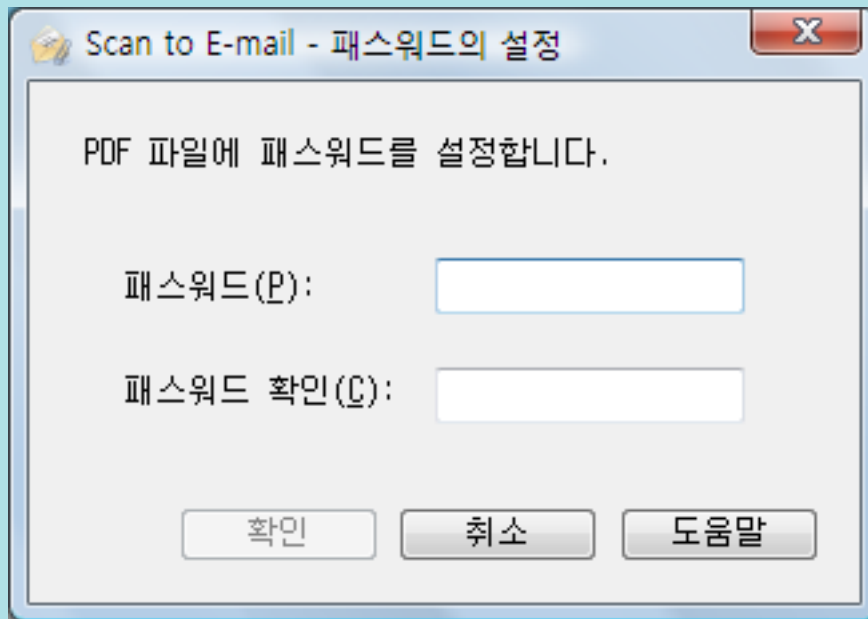 Scan to E-mail - 패스워드의 설정
PDF 파일에 패스워드를 설정합니다.
패스워드(P):
패스워드 확인(C):
확인 취소 도움말